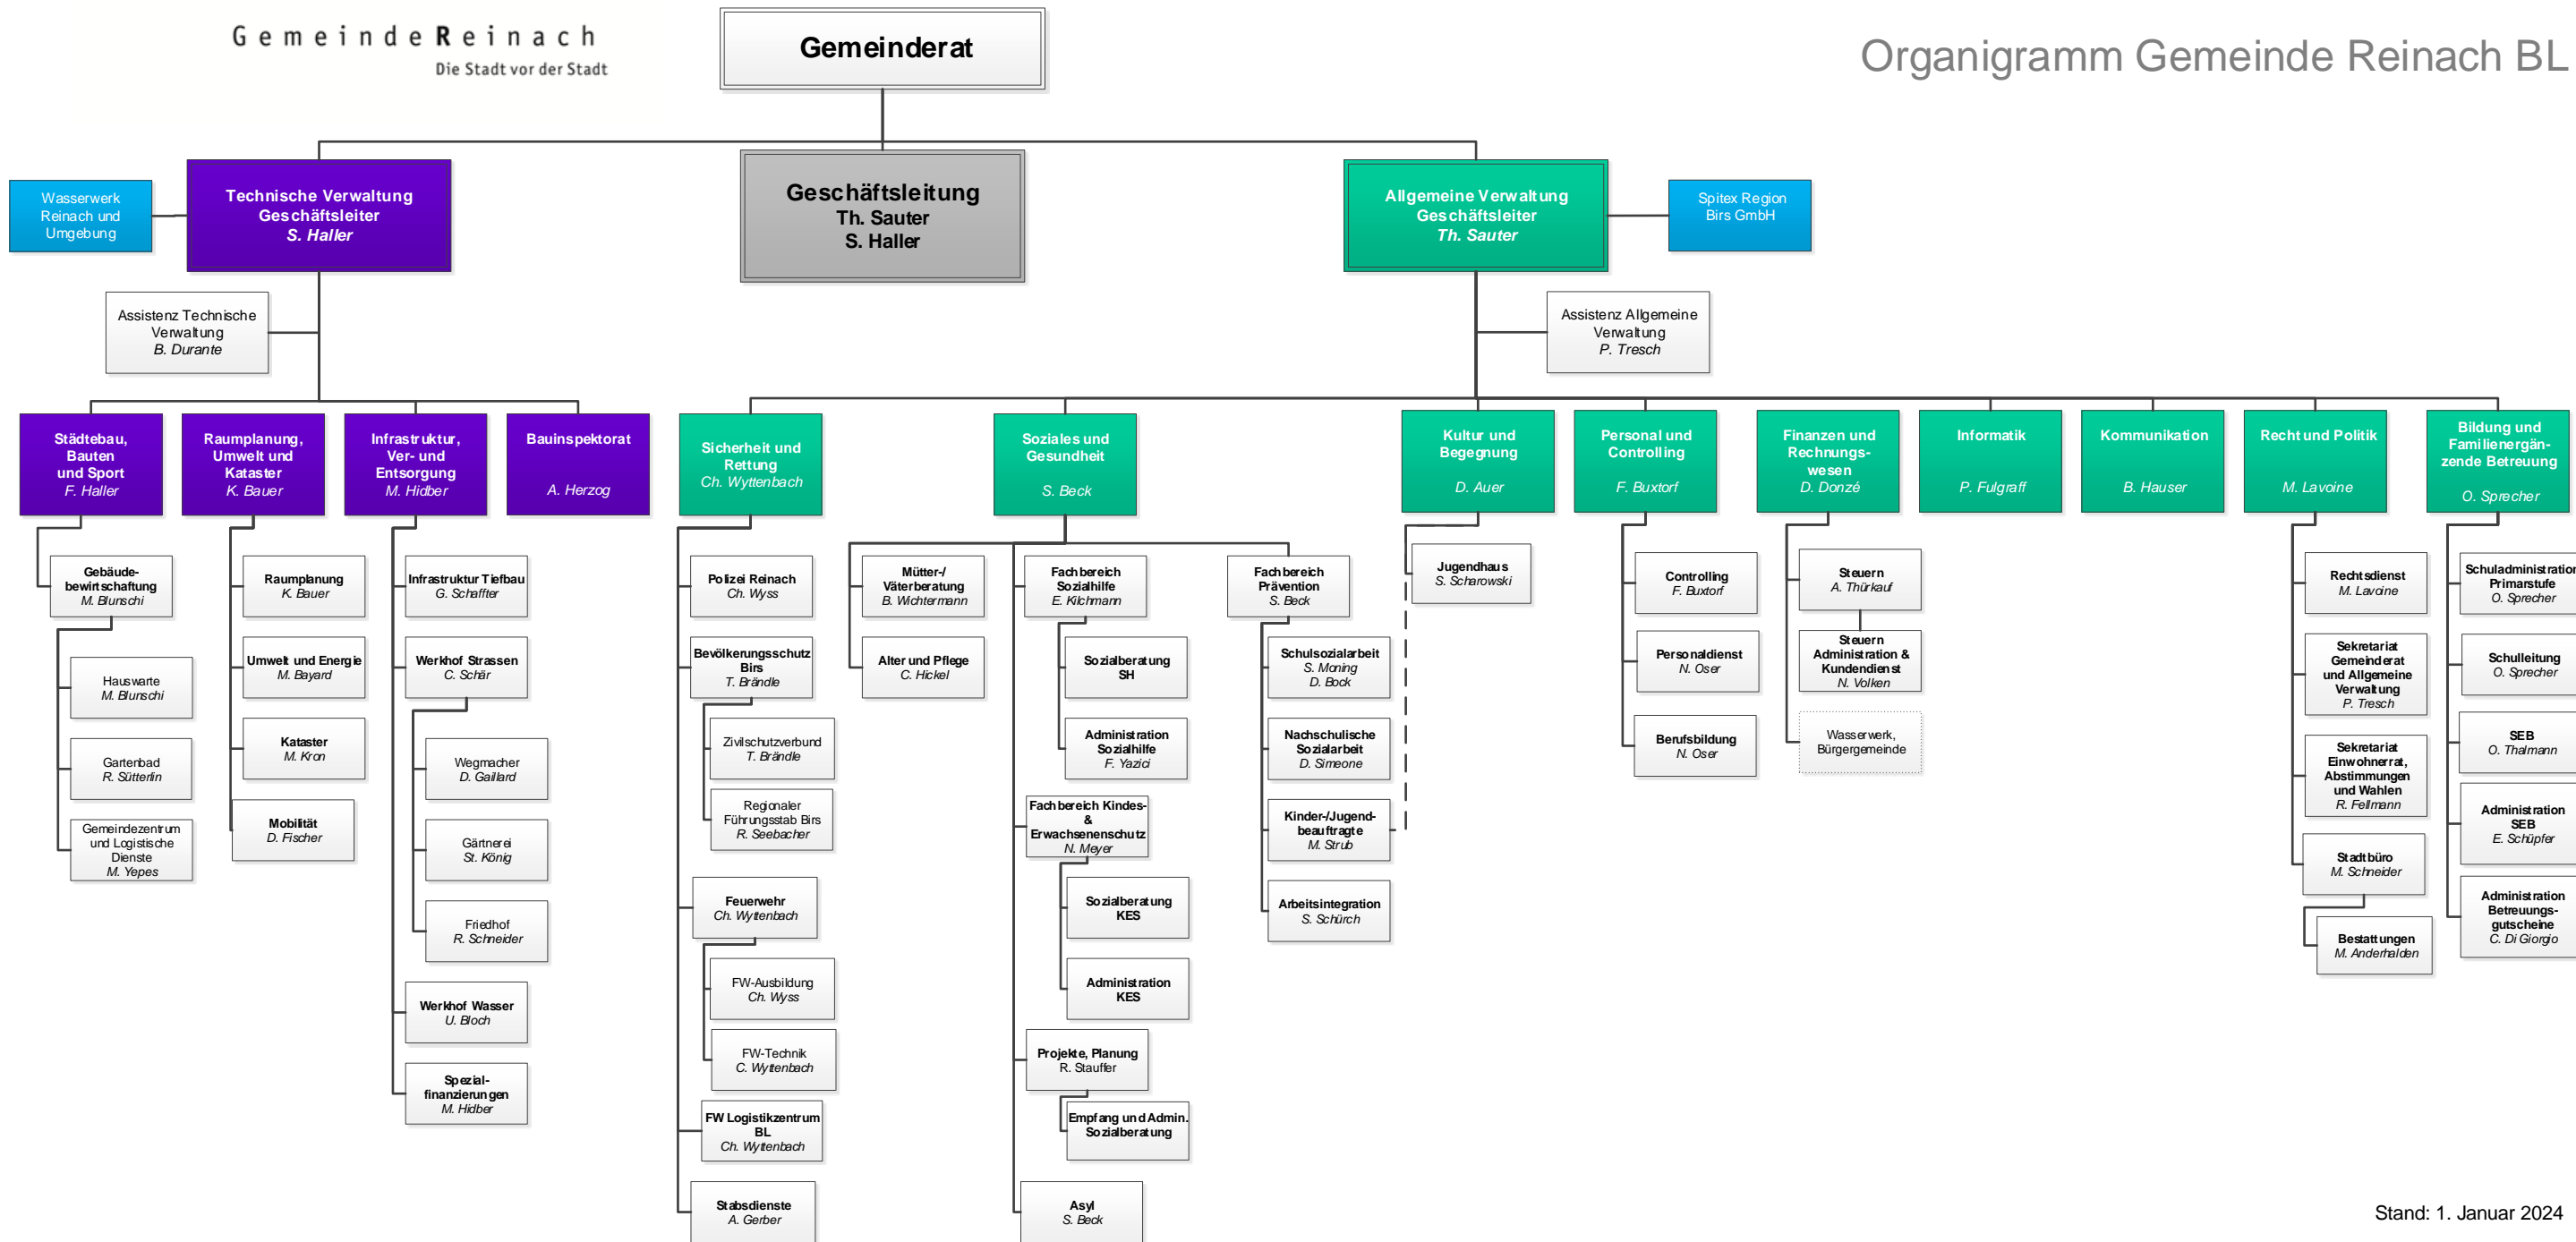 GemeindeReinach
Die Stadt vor der Stadt
Gemeinderat
Organigramm Gemeinde Reinach BL
Wasserwerk
Reinach und
Umgebung
Technische Verwaltung
Geschäftsleiter
S. Haller
Geschäftsleitung
Th. Sauter
S. Haller
Allgemeine Verwaltung
Geschäftsleiter
Th. Sauter
Spitex Region
Birs GmbH
Assistenz Technische
Verwaltung
B. Durante
Assistenz Allgemeine
Verwaltung
P. Tresch
Städtebau,
Bauten
und Sport
F. Haller
Raumplanung,
Umwelt und
Kataster
K. Bauer
Infrastruktur,
Ver- und
Entsorgung
M. Hidber
Bauinspektorat
A. Herzog
Sicherheit und
Rettung
Ch. Wyttenbach
Soziales und
Gesundheit
S. Beck
Kultur und
Begegnung
D. Auer
Personal und
Controlling
F. Buxtorf
Finanzen und
Rechnungs-
wesen
D. Donzé
Informatik
P. Fulgraff
Kommunikation
B. Hauser
Recht und Politik
M. Lavoine
Bildung und
Familienergän-
zende Betreuung
O. Sprecher
Gebäude-
bewirtschaftung
M. Blunschi
Hauswarte
M. Blunschi
Gartenbad
R. Sütterlin
Gemeindezentrum
und Logistische
Dienste
M. Yepes
Raumplanung
K. Bauer
Umwelt und Energie
M. Bayard
Kataster
M. Kron
Mobilität
D. Fischer
Infrastruktur Tiefbau
G. Schaffter
Werkhof Strassen
C. Schär
Wegmacher
D. Gaillard
Gärtnerei
St. König
Friedhof
R. Schneider
Werkhof Wasser
U. Bloch
Spezial-
finanzierungen
M. Hidber
Polizei Reinach
Ch. Wyss
Bevölkerungsschutz
Birs
T. Brändle
Zivilschutzverbund
T. Brändle
Regionaler
Führungsstab Birs
R. Seebacher
Feuerwehr
Ch. Wyttenbach
FW-Ausbildung
Ch. Wyss
FW-Technik
C. Wyttenbach
FW Logistikzentrum
BL
Ch. Wyttenbach
Stabsdienste
A. Gerber
Mütter-/
Väterberatung
B. Wichtermann
Alter und Pflege
C. Hickel
Fachbereich
Sozialhilfe
E. Kilchmann
Sozialberatung
SH
Administration
Sozialhilfe
F. Yazici
Fachbereich Kindes-
&
Erwachsenenschutz
N. Meyer
Sozialberatung
KES
Administration
KES
Projekte, Planung
R. Stauffer
Empfang und Admin.
Sozialberatung
Asyl
S. Beck
Fachbereich
Prävention
S. Beck
Schulsozialarbeit
S. Moning
D. Bock
Nachschulische
Sozialarbeit
D. Simeone
Kinder-/Jugend-
beauftragte
M. Strub
Arbeitsintegration
S. Schürch
Jugendhaus
S. Scharowski
Controlling
F. Buxtorf
Personaldienst
N. Oser
Berufsbildung
N. Oser
Steuern
A. Thürkauf
Steuern
Administration &
Kundendienst
N. Volken
Wasserwerk,
Bürgergemeinde
Rechtsdienst
M. Lavoine
Sekretariat
Gemeinderat
und Allgemeine
Verwaltung
P. Tresch
Sekretariat
Einwohnerrat,
Abstimmungen
und Wahlen
R. Fellmann
Stadtbüro
M. Schneider
Bestattungen
M. Anderhalden
Schuladministration
Primarstufe
O. Sprecher
Schulleitung
O. Sprecher
SEB
O. Thalmann
Administration
SEB
E. Schüpfer
Administration
Betreuungs-
gutscheine
C. Di Giorgio
Stand: 1. Januar 2024